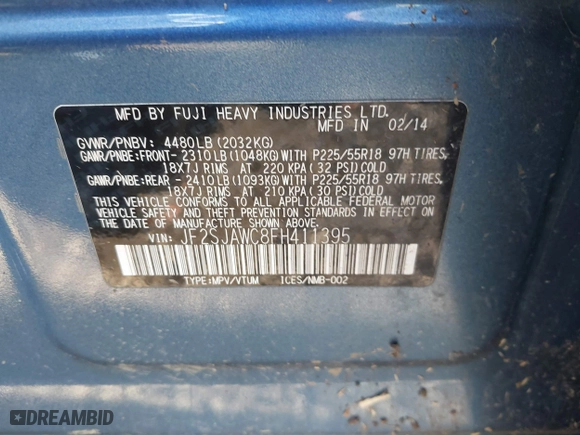 MFD BY FUJI HEAVY INDUSTRIES LTD.
MFD IN 02/14
GVWR/PNBV: 4480LB (2032KG)
GAWR/PNBE:FRONT- 2310LB (1048KG) WITH P225/55R18 97H TIRES,
18X7J RIMS AT 220 KPA (32 PSI) COLD
GAWR/PNBE:REAR - 2410LB (1093KG) WITH P225/55R18 97H TIRES,
18X7J RIMS AT 210 KPA (30 PSI) COLD
THIS VEHICLE CONFORMS TO ALL APPLICABLE FEDERAL MOTOR
VEHICLE SAFETY AND THEFT PREVENTION STANDARDS IN EFFECT ON THE
DATE OF MANUFACTURE SHOWN ABOVE.
VIN: JF2SJAWC8FH411395
TYPE:MPV/VTUM ICES/NMB-002
DREAMBID